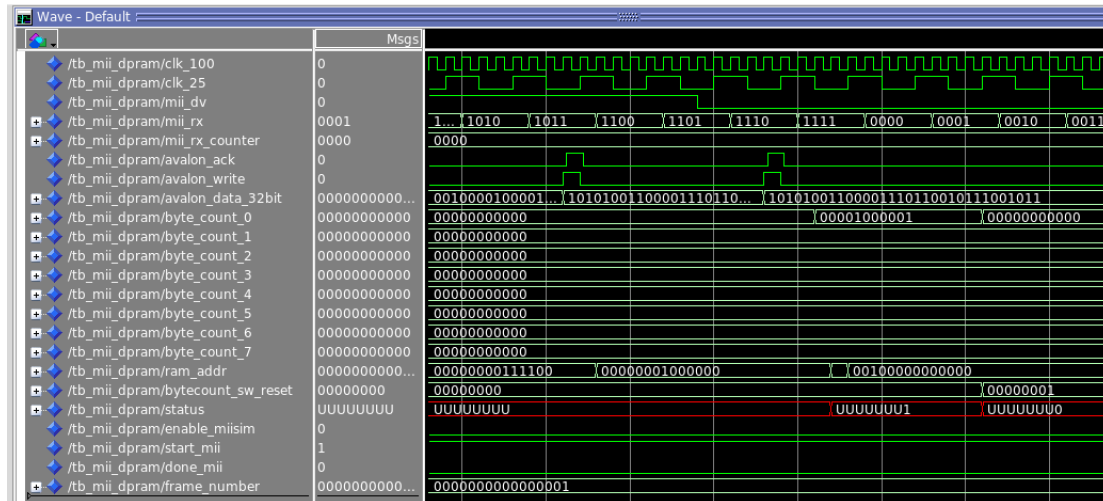 Wave - Default
Msgs
/tb_mii_dpram/clk_100 0
/tb_mii_dpram/clk_25 0
/tb_mii_dpram/mii_dv 0
/tb_mii_dpram/mii_rx 0001 1... 1010 1011 1100 1101 1110 1111 0000 0001 0010 0011
/tb_mii_dpram/mii_rx_counter 0000 0000
/tb_mii_dpram/avalon_ack 0
/tb_mii_dpram/avalon_write 0
/tb_mii_dpram/avalon_data_32bit 0000000000... 00100000100001... 10101001100001110110... 10101001100001110110010111001011
/tb_mii_dpram/byte_count_0 00000000000 00000000000 00001000001 00000000000
/tb_mii_dpram/byte_count_1 00000000000 00000000000
/tb_mii_dpram/byte_count_2 00000000000 00000000000
/tb_mii_dpram/byte_count_3 00000000000 00000000000
/tb_mii_dpram/byte_count_4 00000000000 00000000000
/tb_mii_dpram/byte_count_5 00000000000 00000000000
/tb_mii_dpram/byte_count_6 00000000000 00000000000
/tb_mii_dpram/byte_count_7 00000000000 00000000000
/tb_mii_dpram/ram_addr 0000000000... 00000000111100 00000001000000 00100000000000
/tb_mii_dpram/bytecount_sw_reset 00000000 00000000 00000001
/tb_mii_dpram/status UUUUUUUU UUUUUUUU UUUUUUU1 UUUUUUU0
/tb_mii_dpram/enable_miisim 0
/tb_mii_dpram/start_mii 1
/tb_mii_dpram/done_mii 0
/tb_mii_dpram/frame_number 0000000000... 0000000000000001